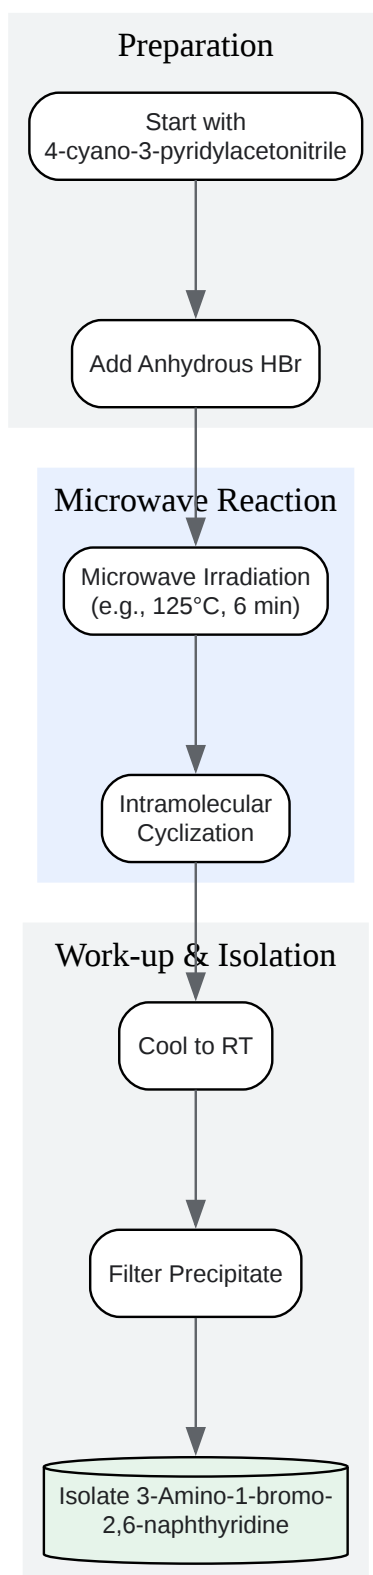 Preparation
Start with
4-cyano-3-pyridylacetonitrile
Add Anhydrous HBr
Microwave Reaction
Microwave Irradiation
(e.g., 125°C, 6 min)
Intramolecular
Cyclization
Work-up & Isolation
Cool to RT
Filter Precipitate
Isolate 3-Amino-1-bromo-
2,6-naphthyridine